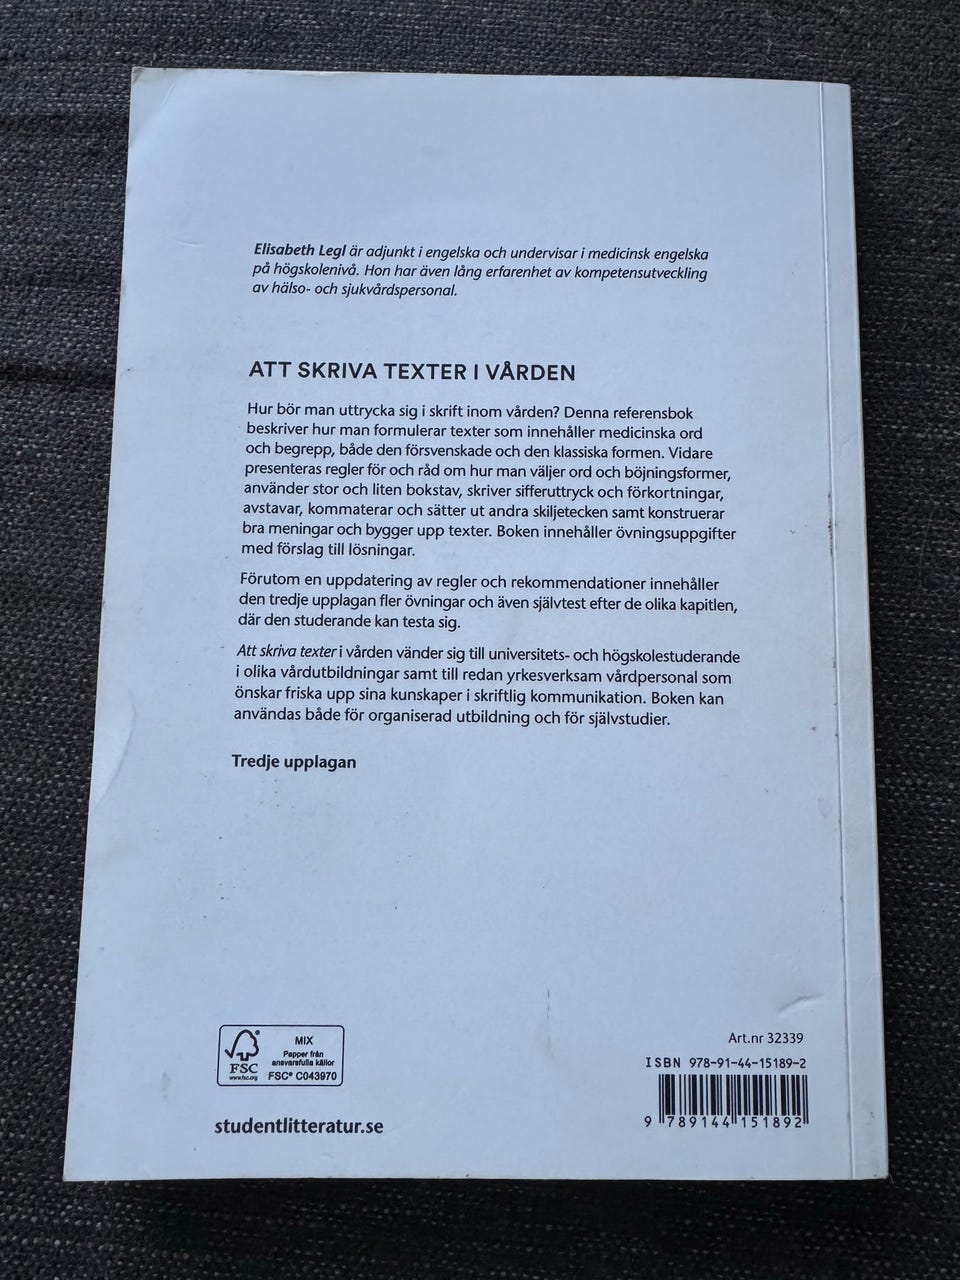 Elisabeth Legl är adjunkt i engelska och undervisar i medicinsk engelska
på högskolenivå. Hon har även lång erfarenhet av kompetensutveckling
av hälso- och sjukvårdspersonal.
ATT SKRIVA TEXTER I VÅRDEN
Hur bör man uttrycka sig i skrift inom vården? Denna referensbok
beskriver hur man formulerar texter som innehåller medicinska ord
och begrepp, både den försvenskade och den klassiska formen. Vidare
presenteras regler för och råd om hur man väljer ord och böjningsformer,
använder stor och liten bokstav, skriver sifferuttryck och förkortningar,
avstavar, kommaterar och sätter ut andra skiljetecken samt konstruerar
bra meningar och bygger upp texter. Boken innehåller övningsuppgifter
med förslag till lösningar.
Förutom en uppdatering av regler och rekommendationer innehåller
den tredje upplagan fler övningar och även självtest efter de olika kapitlen,
där den studerande kan testa sig.
Att skriva texter i vården vänder sig till universitets- och högskolestuderande
i olika vårdutbildningar samt till redan yrkesverksam vårdpersonal som
önskar friska upp sina kunskaper i skriftlig kommunikation. Boken kan
användas både för organiserad utbildning och för självstudier.
Tredje upplagan
MIX
Papper från
ansvarsfulla källor
FSC
www.fsc.org
FSC® C043970
studentlitteratur.se
Art.nr 32339
ISBN 978-91-44-15189-2
9 789144 151892